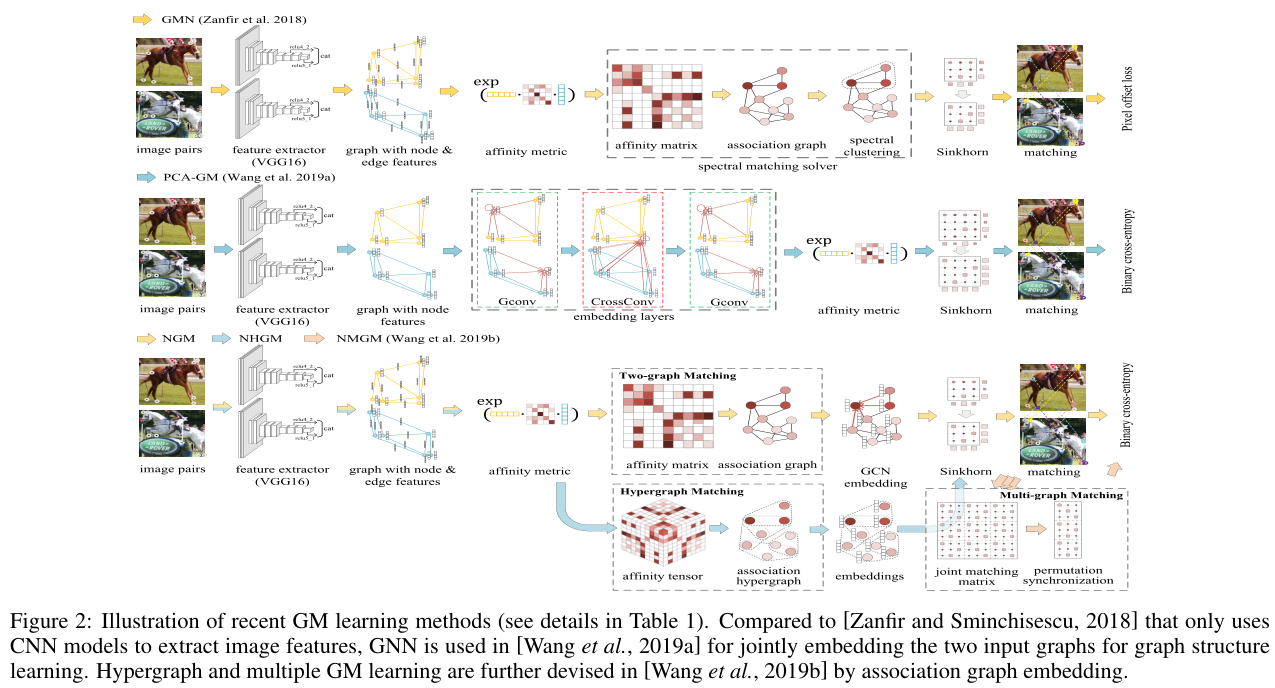 GMN (Zanfir et al. 2018)
relu4_2
cat
relu5_1
relu4_2
cat
relu5_1
exp
( · · )
image pairs
feature extractor
(VGG16)
graph with node &
edge features
affinity metric
affinity matrix
association graph
spectral
clustering
spectral matching solver
Sinkhorn
matching
Pixel offset loss
PCA-GM (Wang et al. 2019a)
relu4_2
cat
relu5_1
relu4_2
cat
relu5_1
image pairs
feature extractor
(VGG16)
graph with node
features
Gconv
CrossConv
Gconv
embedding layers
exp
( · · )
affinity metric
Sinkhorn
matching
Binary cross-entropy
NGM
NHGM
NMGM (Wang et al. 2019b)
relu4_2
cat
relu5_1
relu4_2
cat
relu5_1
image pairs
feature extractor
(VGG16)
graph with node &
edge features
exp
( · · )
affinity metric
Two-graph Matching
affinity matrix
association graph
GCN
embedding
Sinkhorn
matching
Binary cross-entropy
Hypergraph Matching
affinity tensor
association
hypergraph
embeddings
Multi-graph Matching
joint matching
matrix
permutation
synchronization
Figure 2: Illustration of recent GM learning methods (see details in Table 1). Compared to [Zanfir and Sminchisescu, 2018] that only uses
CNN models to extract image features, GNN is used in [Wang et al., 2019a] for jointly embedding the two input graphs for graph structure
learning. Hypergraph and multiple GM learning are further devised in [Wang et al., 2019b] by association graph embedding.